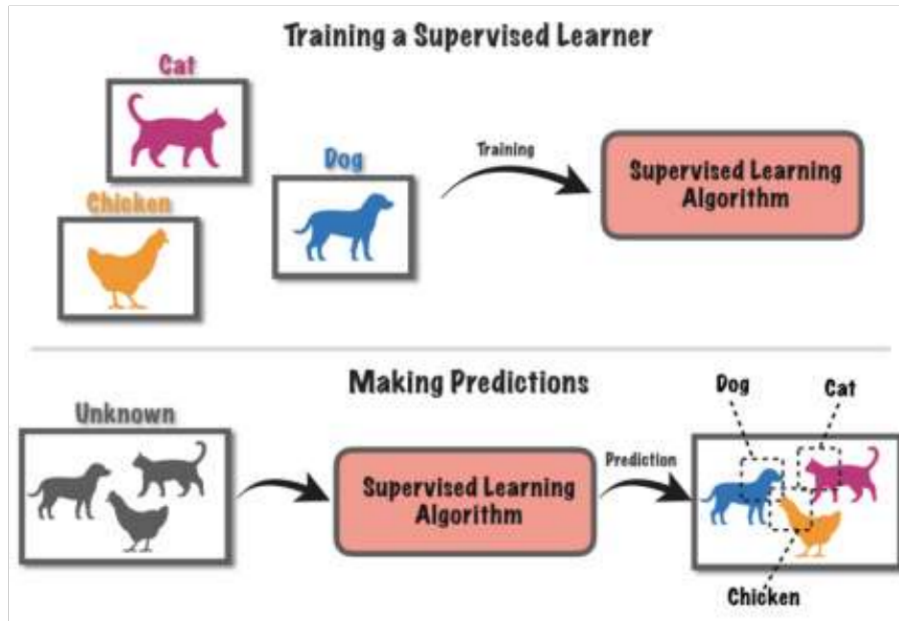 Training a Supervised Learner
Cat
Dog
Chicken
Training
Supervised Learning
Algorithm
Making Predictions
Unknown
Supervised Learning
Algorithm
Prediction
Dog
Cat
Chicken